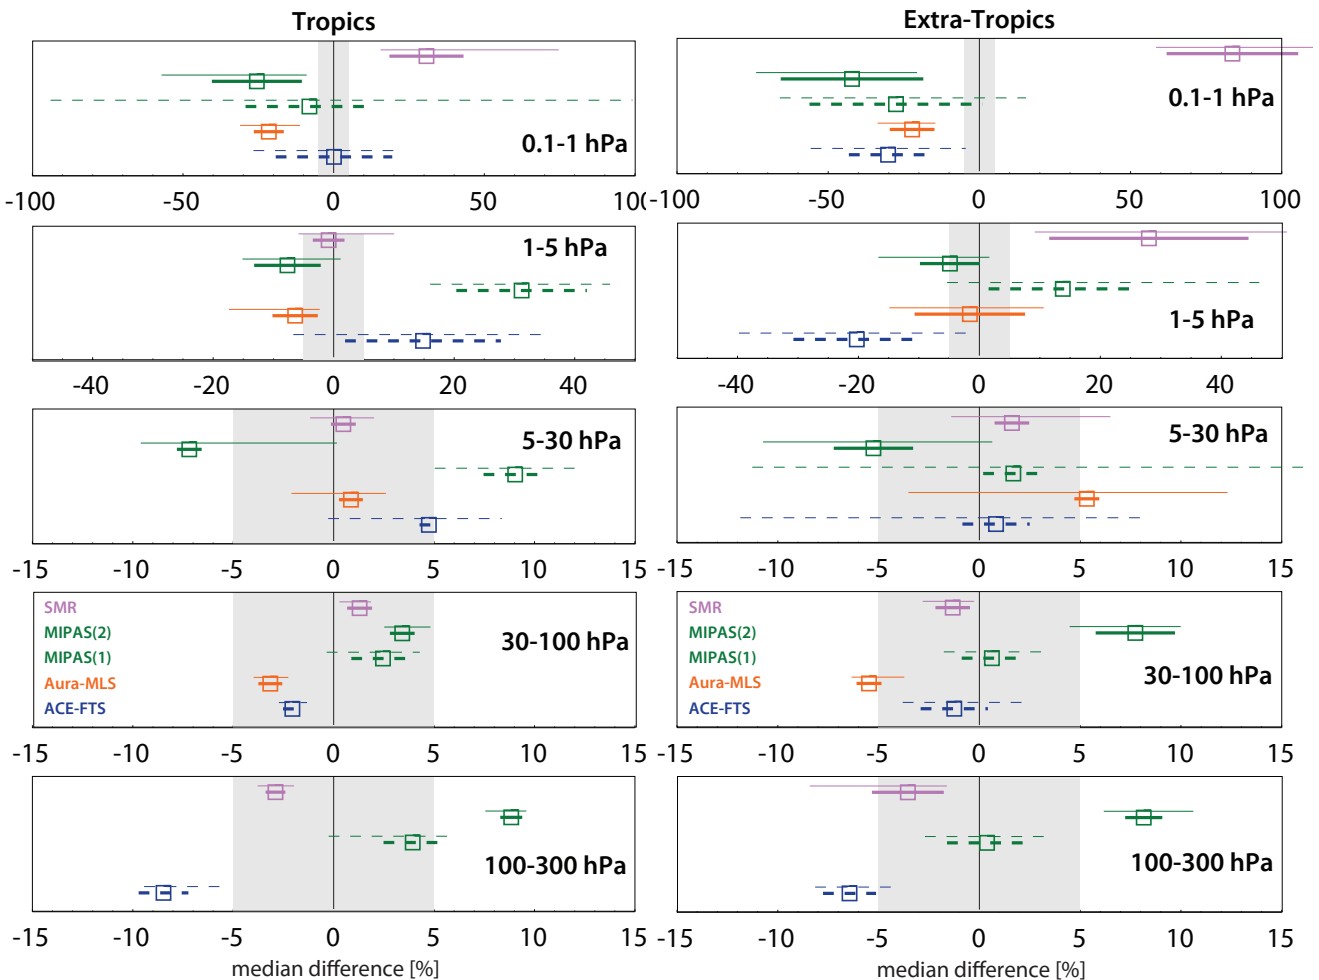 Tropics
Extra-Tropics
0.1-1 hPa
0.1-1 hPa
-100 -50 0 50 100
-100 -50 0 50 100
1-5 hPa
1-5 hPa
-40 -20 0 20 40
-40 -20 0 20 40
5-30 hPa
5-30 hPa
-15 -10 -5 0 5 10 15
-15 -10 -5 0 5 10 15
SMR
MIPAS(2)
MIPAS(1)
Aura-MLS
ACE-FTS
30-100 hPa
SMR
MIPAS(2)
MIPAS(1)
Aura-MLS
ACE-FTS
30-100 hPa
-15 -10 -5 0 5 10 15
-15 -10 -5 0 5 10 15
100-300 hPa
100-300 hPa
-15 -10 -5 0 5 10 15
-15 -10 -5 0 5 10 15
median difference [%]
median difference [%]